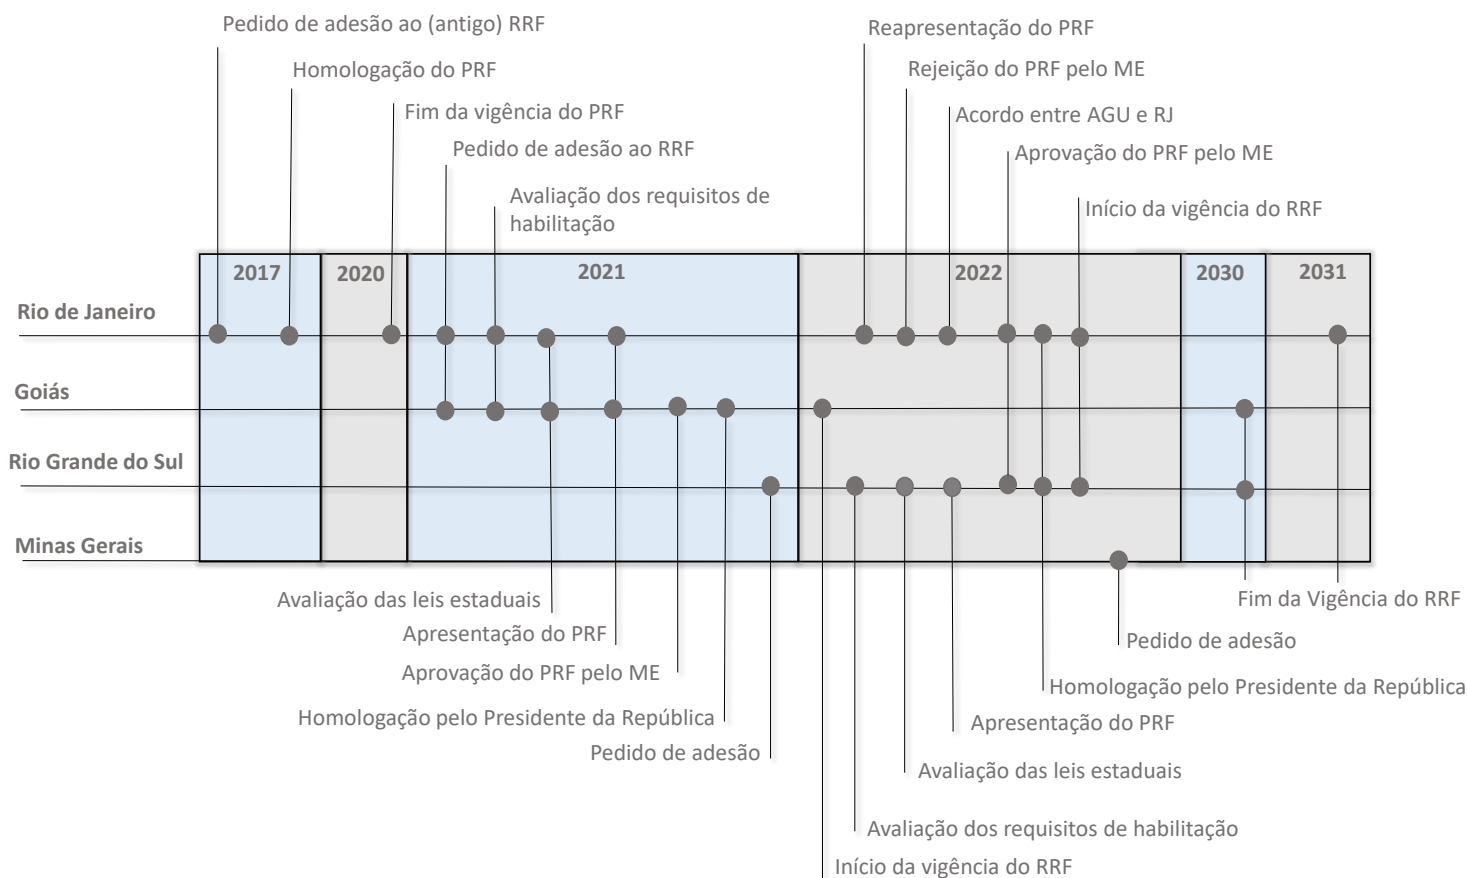 Pedido de adesão ao (antigo) RRF
Reapresentação do PRF
Homologação do PRF
Rejeição do PRF pelo ME
Fim da vigência do PRF
Acordo entre AGU e RJ
Pedido de adesão ao RRF
Aprovação do PRF pelo ME
Avaliação dos requisitos de
habilitação
Início da vigência do RRF
2017
2020
2021
2022
2030
2031
Rio de Janeiro
Goiás
Rio Grande do Sul
Minas Gerais
Avaliação das leis estaduais
Fim da Vigência do RRF
Apresentação do PRF
Pedido de adesão
Aprovação do PRF pelo ME
Homologação pelo Presidente da República
Homologação pelo Presidente da República
Apresentação do PRF
Pedido de adesão
Avaliação das leis estaduais
Avaliação dos requisitos de habilitação
Início da vigência do RRF